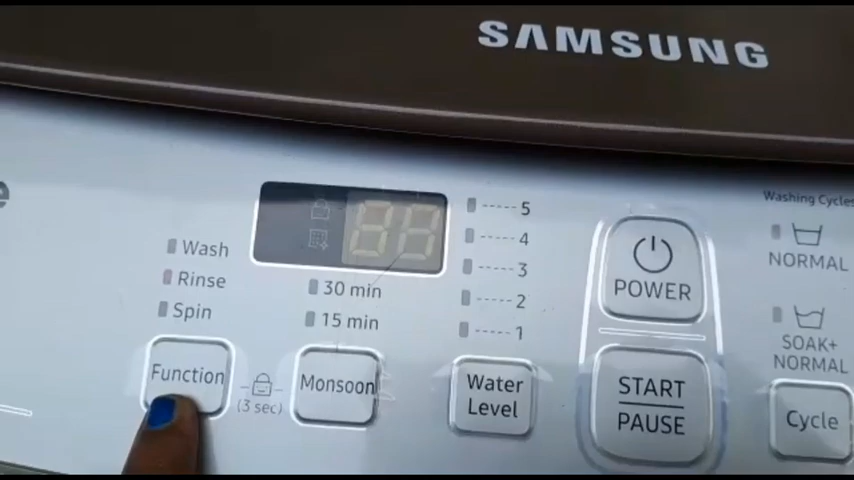 SAMSUNG
Washing Cycles
Wash
Rinse
Spin
30 min
15 min
5
4
3
2
1
POWER
NORMAL
SOAK+
NORMAL
Function
(3 sec)
Monsoon
Water
Level
START
PAUSE
Cycle